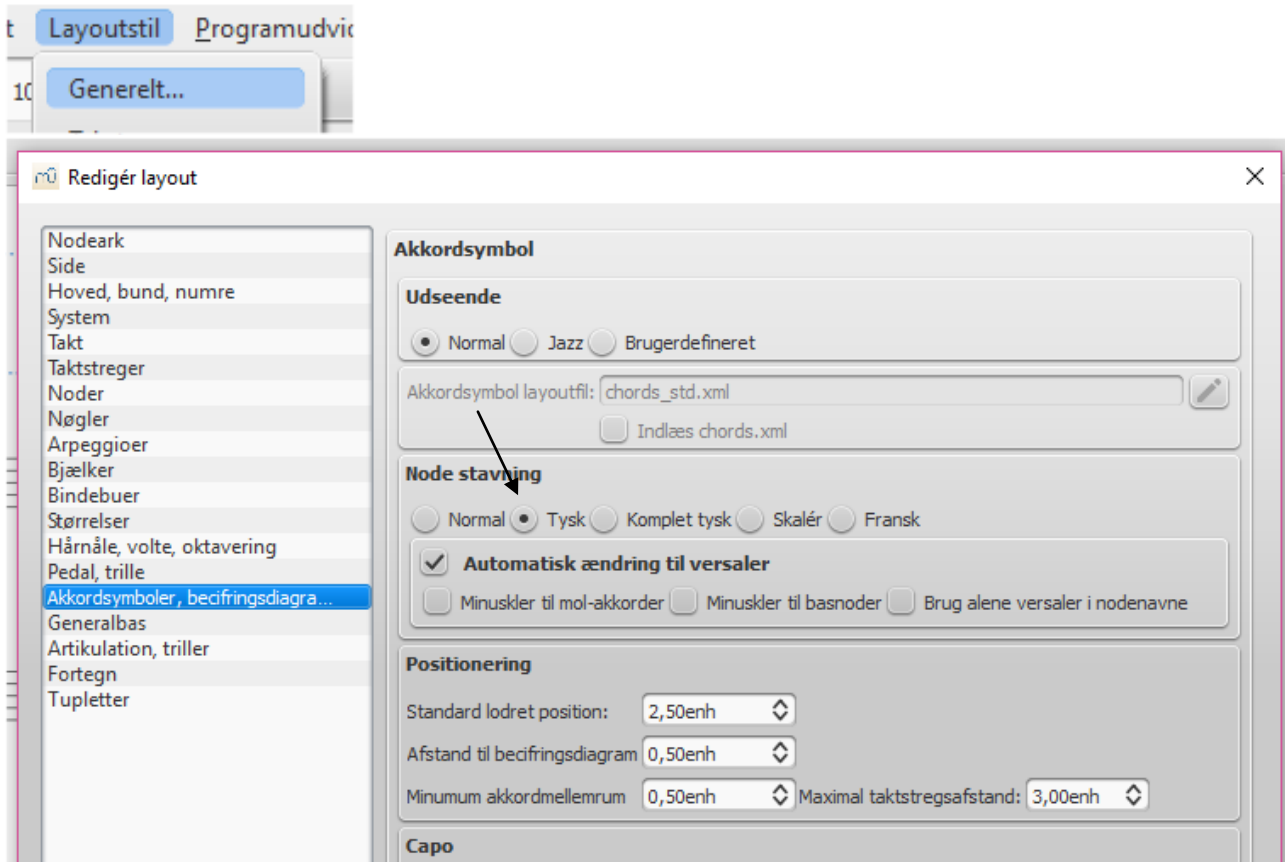 t Layoutstil Programudvid
10 Generelt...
Redigér layout
Nodeark
Side
Hoved, bund, numre
System
Takt
Taktstreger
Noder
Nøgler
Arpeggioer
Bjælker
Bindebuer
Størrelser
Hårnåle, volte, oktavering
Pedal, trille
Akkordsymboler, becifringsdiagra...
Generalbas
Artikulation, triller
Fortegn
Tupletter
Akkordsymbol
Udseende
Normal Jazz Brugerdefineret
Akkordsymbol layoutfil: chords_std.xml
Indlæs chords.xml
Node stavning
Normal Tysk Komplet tysk Skalér Fransk
Automatisk ændring til versaler
Minuskler til mol-akkorder Minuskler til basnoder Brug alene versaler i nodenavne
Positionering
Standard lodret position: 2,50enh
Afstand til becifringsdiagram 0,50enh
Minumum akkordmellemrum 0,50enh Maximal taktstregsafstand: 3,00enh
Capo